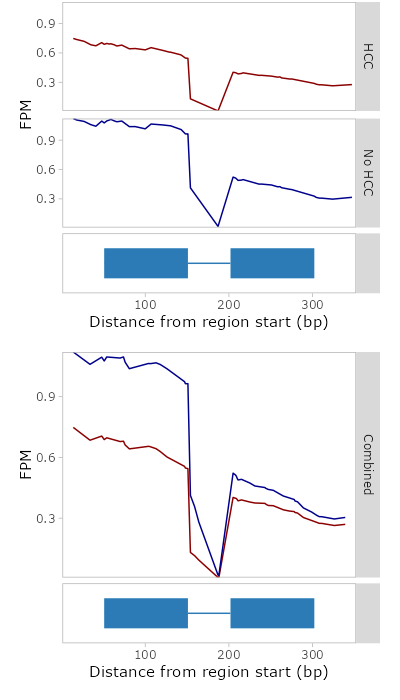 0.9
0.6
0.3
HCC
FPM
0.9
0.6
0.3
No HCC
100 200 300
Distance from region start (bp)
0.9
0.6
0.3
FPM
Combined
100 200 300
Distance from region start (bp)